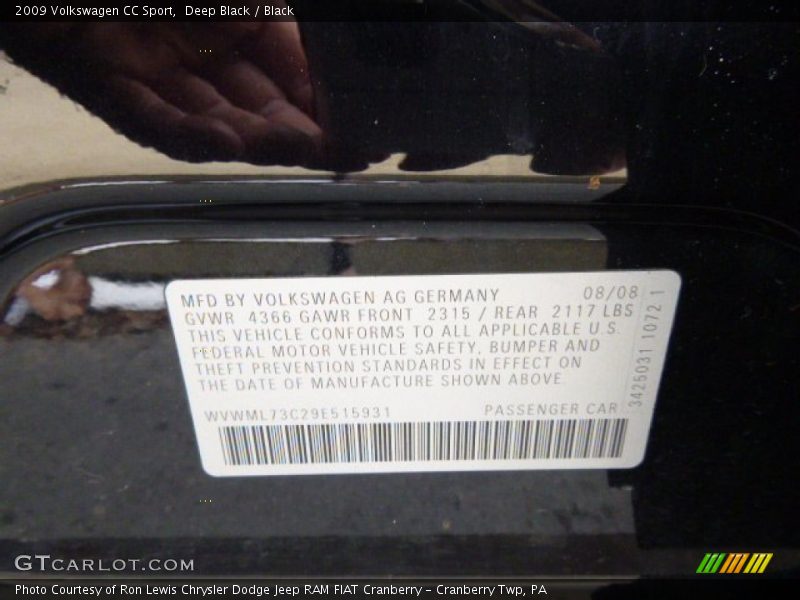 2009 Volkswagen CC Sport, Deep Black / Black
MFD BY VOLKSWAGEN AG GERMANY 08/08
GVWR 4366 GAWR FRONT 2315 / REAR 2117 LBS
THIS VEHICLE CONFORMS TO ALL APPLICABLE U.S.
FEDERAL MOTOR VEHICLE SAFETY, BUMPER AND
THEFT PREVENTION STANDARDS IN EFFECT ON
THE DATE OF MANUFACTURE SHOWN ABOVE.
3425031 1072 1
WVWML73C29E515931 PASSENGER CAR
GTCARLOT.COM
Photo Courtesy of Ron Lewis Chrysler Dodge Jeep RAM FIAT Cranberry - Cranberry Twp, PA